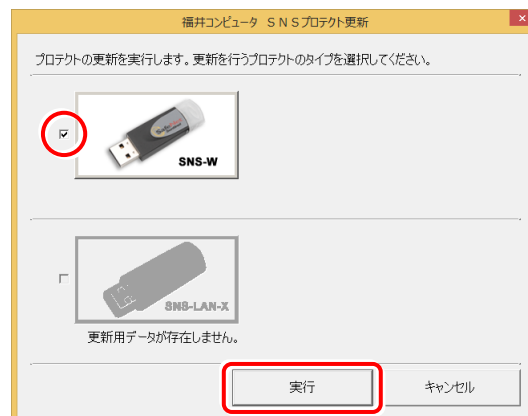 福井コンピュータ SNSプロテクト更新
プロテクトの更新を実行します。更新を行うプロテクトのタイプを選択してください。
SNS-W
SNS-LAN-X
更新用データが存在しません。
実行
キャンセル